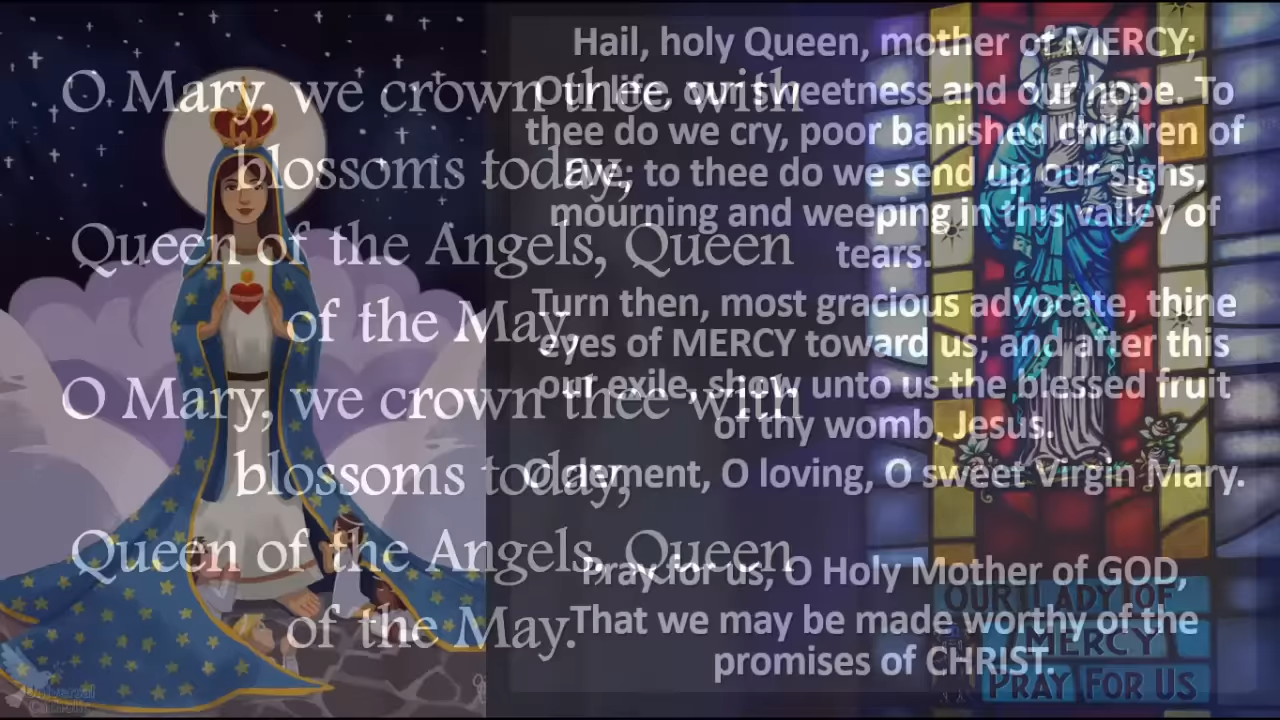 O Mary, we crown thee with
blossoms today,
Queen of the Angels, Queen
of the May,
O Mary, we crown thee with
blossoms today,
Queen of the Angels, Queen
of the May.
Hail, holy Queen, mother of MERCY;
Our life, our sweetness and our hope. To
thee do we cry, poor banished children of
Eve; to thee do we send up our sighs,
mourning and weeping in this valley of
tears.
Turn then, most gracious advocate, thine
eyes of MERCY toward us; and after this
our exile, show unto us the blessed fruit
of thy womb, Jesus.
O clement, O loving, O sweet Virgin Mary.
Pray for us, O Holy Mother of GOD,
That we may be made worthy of the
promises of CHRIST.
OUR LADY OF
MERCY
PRAY FOR US
Universal
Catholic